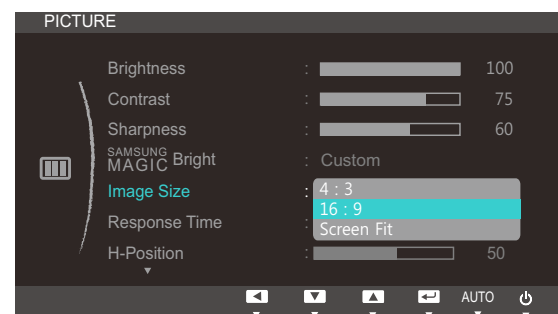 PICTURE
Brightness : 100
Contrast : 75
Sharpness : 60
SAMSUNG MAGIC Bright : Custom
Image Size : 4 : 3
16 : 9
Response Time : Screen Fit
H-Position : 50
AUTO